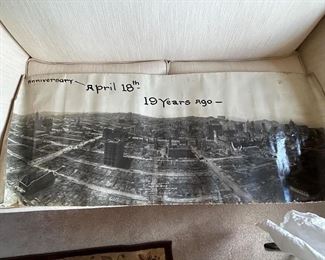 Anniversary
April 18th-
19 Years Ago-